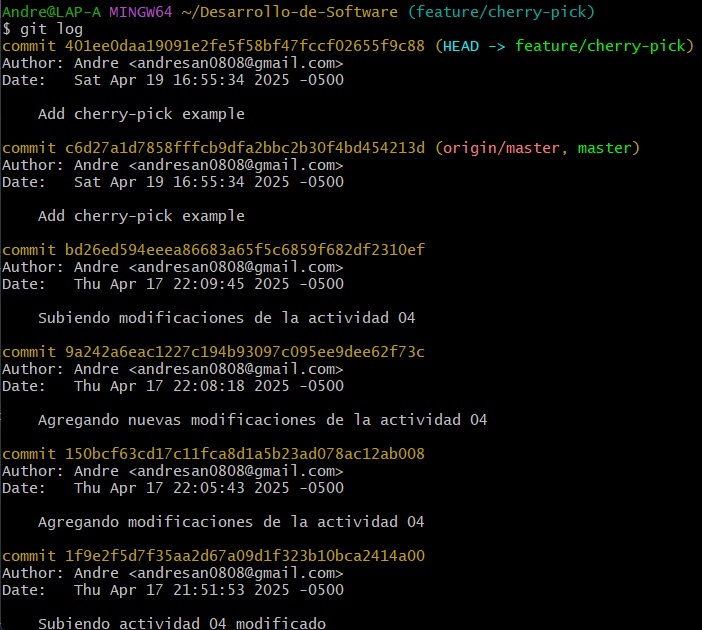 Andre@LAP-A MINGW64 ~/Desarrollo-de-Software (feature/cherry-pick)
$ git log
commit 401ee0daa19091e2fe5f58bf47fccf02655f9c88 (HEAD -> feature/cherry-pick)
Author: Andre <andresan0808@gmail.com>
Date:   Sat Apr 19 16:55:34 2025 -0500
    Add cherry-pick example
commit c6d27a1d7858fffcb9dfa2bbc2b30f4bd454213d (origin/master, master)
Author: Andre <andresan0808@gmail.com>
Date:   Sat Apr 19 16:55:34 2025 -0500
    Add cherry-pick example
commit bd26ed594eeea86683a65f5c6859f682df2310ef
Author: Andre <andresan0808@gmail.com>
Date:   Thu Apr 17 22:09:45 2025 -0500
    Subiendo modificaciones de la actividad 04
commit 9a242a6eac1227c194b93097c095ee9dee62f73c
Author: Andre <andresan0808@gmail.com>
Date:   Thu Apr 17 22:08:18 2025 -0500
    Agregando nuevas modificaciones de la actividad 04
commit 150bcf63cd17c11fca8d1a5b23ad078ac12ab008
Author: Andre <andresan0808@gmail.com>
Date:   Thu Apr 17 22:05:43 2025 -0500
    Agregando modificaciones de la actividad 04
commit 1f9e2f5d7f35aa2d67a09d1f323b10bca2414a00
Author: Andre <andresan0808@gmail.com>
Date:   Thu Apr 17 21:51:53 2025 -0500
    Subiendo actividad 04 modificado